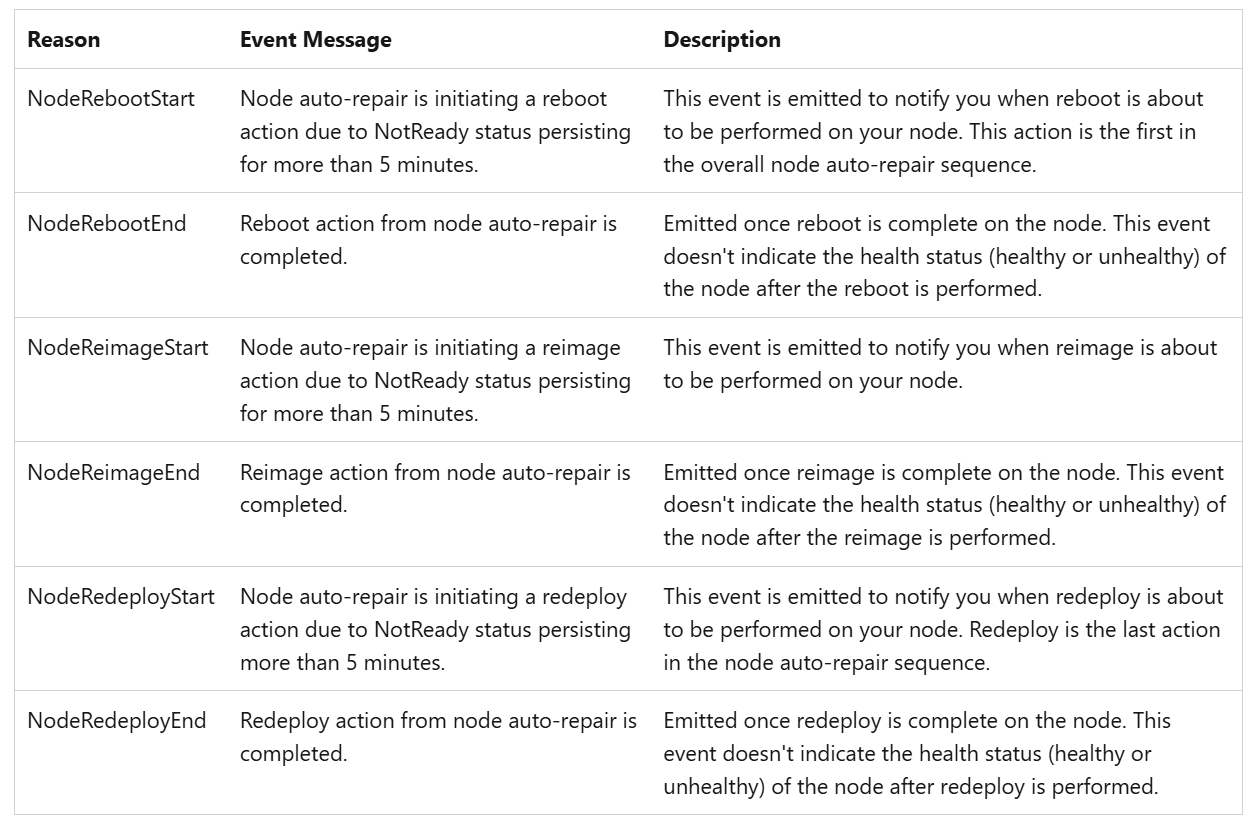 Reason Event Message Description
NodeRebootStart Node auto-repair is initiating a reboot This event is emitted to notify you when reboot is about
action due to NotReady status persisting to be performed on your node. This action is the first in
for more than 5 minutes. the overall node auto-repair sequence.
NodeRebootEnd Reboot action from node auto-repair is Emitted once reboot is complete on the node. This event
completed. doesn't indicate the health status (healthy or unhealthy) of
the node after the reboot is performed.
NodeReimageStart Node auto-repair is initiating a reimage This event is emitted to notify you when reimage is about
action due to NotReady status persisting to be performed on your node.
for more than 5 minutes.
NodeReimageEnd Reimage action from node auto-repair is Emitted once reimage is complete on the node. This event
completed. doesn't indicate the health status (healthy or unhealthy) of
the node after the reimage is performed.
NodeRedeployStart Node auto-repair is initiating a redeploy This event is emitted to notify you when redeploy is about
action due to NotReady status persisting to be performed on your node. Redeploy is the last action
more than 5 minutes. in the node auto-repair sequence.
NodeRedeployEnd Redeploy action from node auto-repair is Emitted once redeploy is complete on the node. This
completed. event doesn't indicate the health status (healthy or
unhealthy) of the node after redeploy is performed.